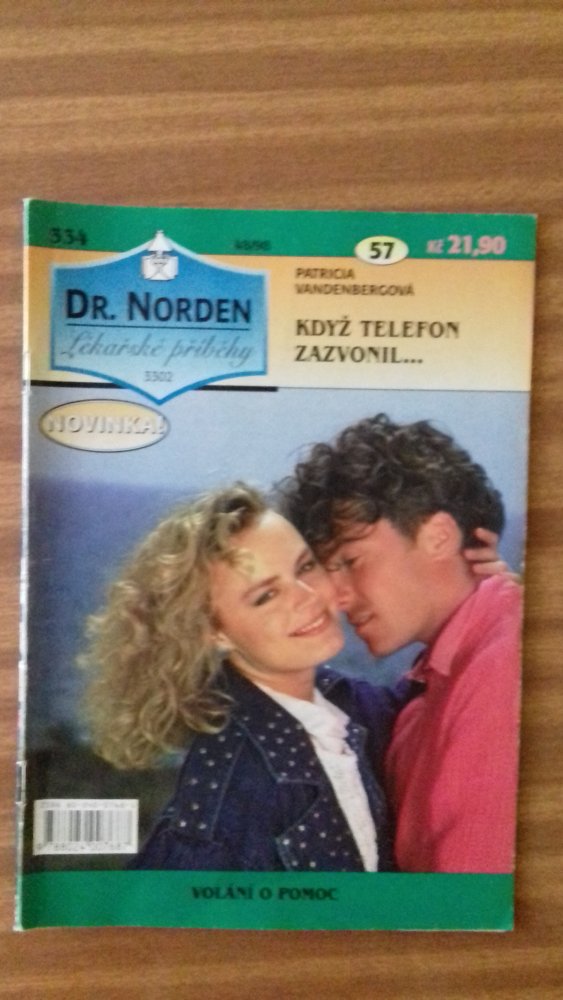 334
48/98
57
Kč 21,90
PATRICIA
VANDENBERGOVÁ
DR. NORDEN
Lékařské příběhy
3302
KDYŽ TELEFON
ZAZVONIL...
NOVINKA!
VOLÁNÍ O POMOC